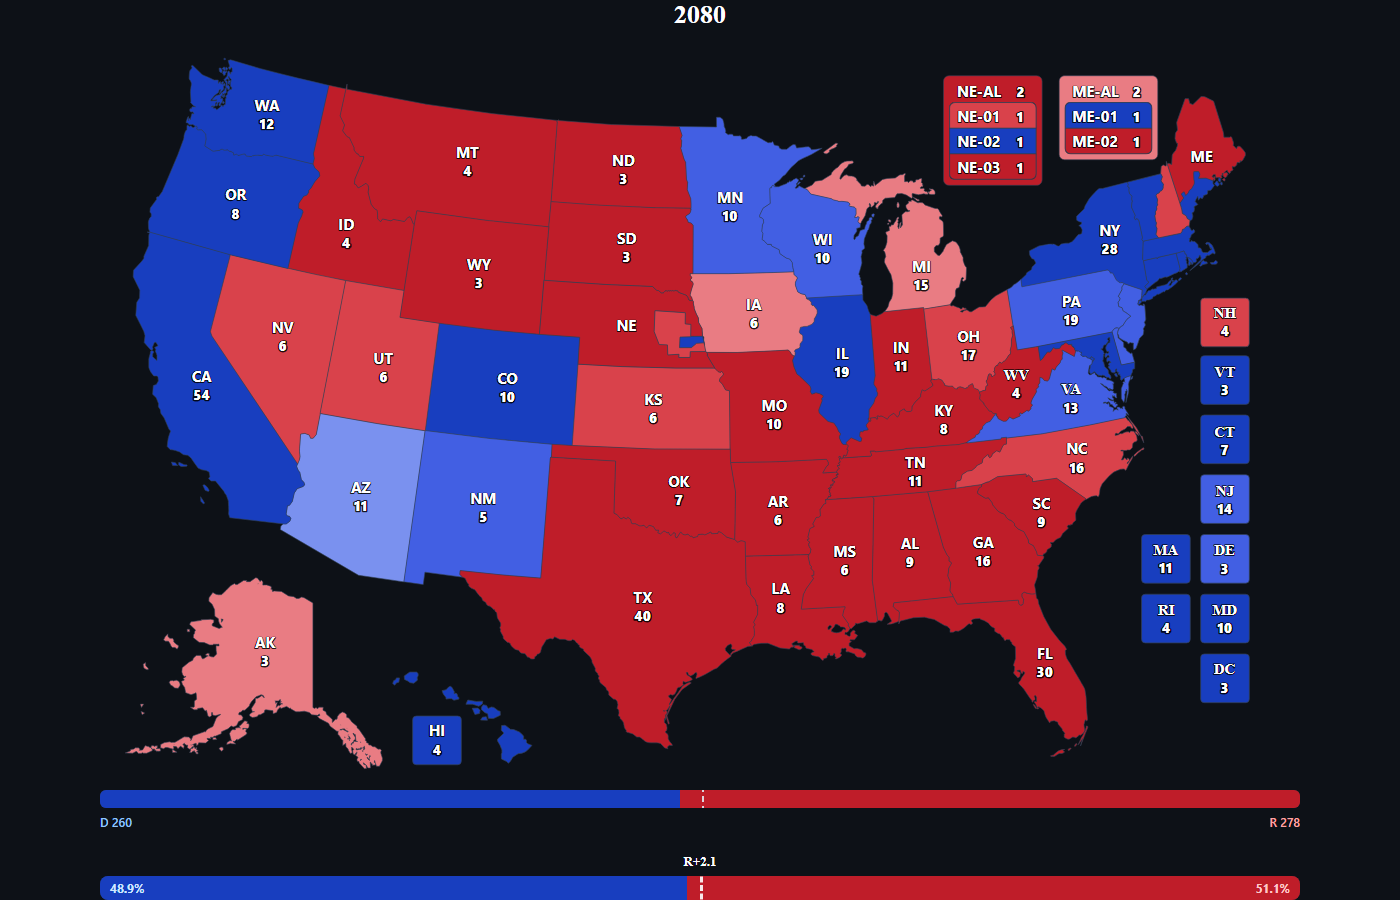 2080
WA
12
OR
8
CA
54
ID
4
NV
6
MT
4
WY
3
UT
6
AZ
11
CO
10
NM
5
ND
3
SD
3
NE
KS
6
OK
7
TX
40
MN
10
IA
6
MO
10
AR
6
LA
8
WI
10
IL
19
MI
15
IN
11
OH
17
KY
8
TN
11
MS
6
AL
9
GA
16
FL
30
SC
9
NC
16
VA
13
WV
4
PA
19
NY
28
ME
NE-AL 2
NE-01 1
NE-02 1
NE-03 1
ME-AL 2
ME-01 1
ME-02 1
NH
4
VT
3
CT
7
NJ
14
MA
11
DE
3
RI
4
MD
10
DC
3
AK
3
HI
4
D 260
R 278
R+2.1
48.9%
51.1%